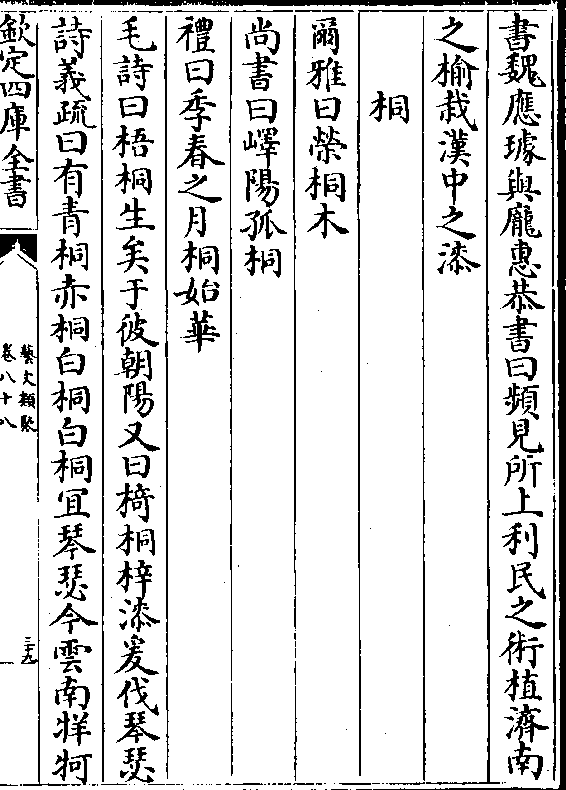 書魏應璩與龐惠恭書曰頻見所上利民之術植濟南
之榆栽漢中之漆
桐
爾雅曰榮桐木
尚書曰嶧陽孤桐
禮曰季春之月桐始華
毛詩曰梧桐生矣于彼朝陽又曰椅桐梓漆爰伐琴瑟
詩義疏曰有青桐赤桐白桐白桐宜琴瑟今雲南牂牁
欽定四庫全書
藝文類聚
卷八十八
三十九